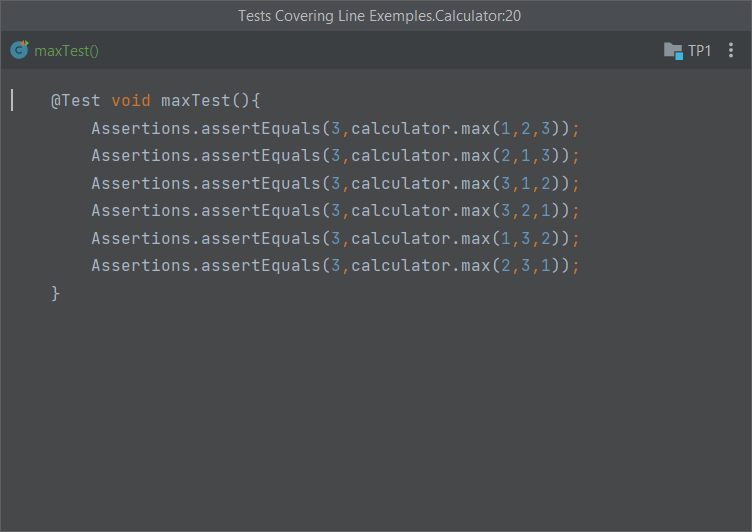 Tests Covering Line Exemples.Calculator:20
maxTest() TP1
@Test void maxTest(){
Assertions.assertEquals(3,calculator.max(1,2,3));
Assertions.assertEquals(3,calculator.max(2,1,3));
Assertions.assertEquals(3,calculator.max(3,1,2));
Assertions.assertEquals(3,calculator.max(3,2,1));
Assertions.assertEquals(3,calculator.max(1,3,2));
Assertions.assertEquals(3,calculator.max(2,3,1));
}